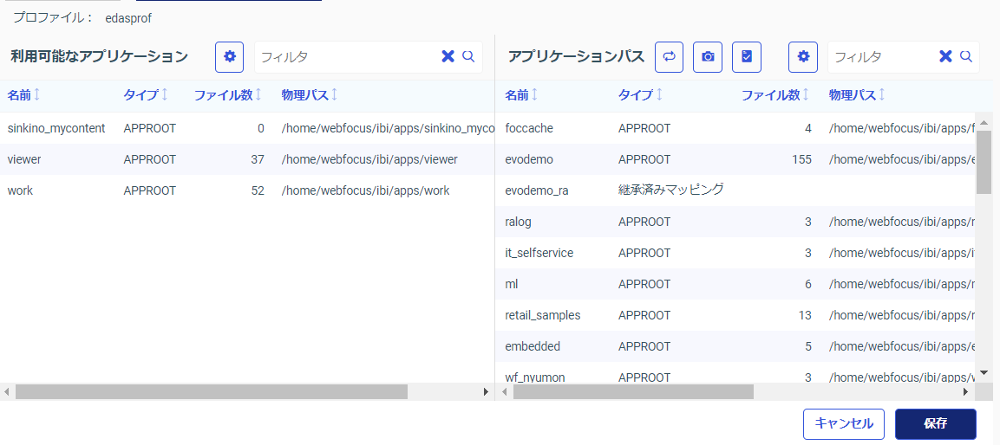 プロファイル： edasprof
利用可能なアプリケーション フィルタ
名前 タイプ ファイル数 物理パス
sinkino_mycontent APPROOT 0 /home/webfocus/ibi/apps/sinkino_myco
viewer APPROOT 37 /home/webfocus/ibi/apps/viewer
work APPROOT 52 /home/webfocus/ibi/apps/work
アプリケーションパス フィルタ
名前 タイプ ファイル数 物理パス
foccache APPROOT 4 /home/webfocus/ibi/apps/f
evodemo APPROOT 155 /home/webfocus/ibi/apps/e
evodemo_ra 継承済みマッピング
ralog APPROOT 3 /home/webfocus/ibi/apps/r
it_selfservice APPROOT 3 /home/webfocus/ibi/apps/i
ml APPROOT 6 /home/webfocus/ibi/apps/r
retail_samples APPROOT 13 /home/webfocus/ibi/apps/r
embedded APPROOT 5 /home/webfocus/ibi/apps/e
wf_nyumon APPROOT 3 /home/webfocus/ibi/apps/w
キャンセル 保存